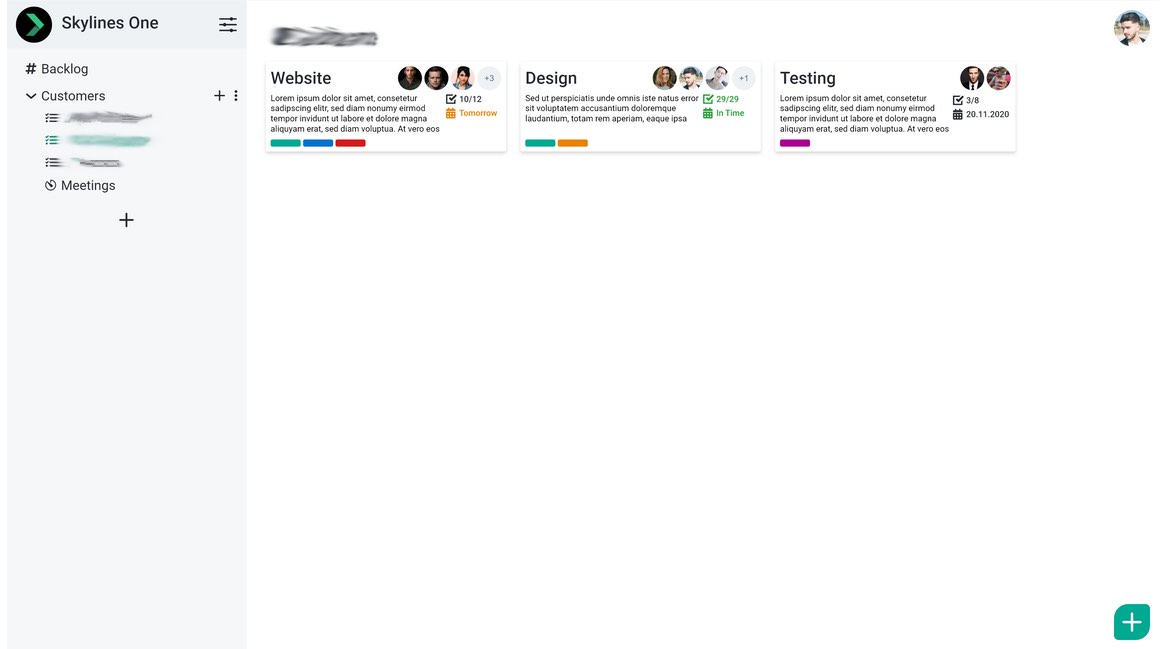 Skylines One
# Backlog
Customers
Meetings
Website
+3
Lorem ipsum dolor sit amet, consetetur
sadipscing elitr, sed diam nonumy eirmod
tempor invidunt ut labore et dolore magna
aliquyam erat, sed diam voluptua. At vero eos
10/12
Tomorrow
Design
+1
Sed ut perspiciatis unde omnis iste natus error
sit voluptatem accusantium doloremque
laudantium, totam rem aperiam, eaque ipsa
29/29
In Time
Testing
Lorem ipsum dolor sit amet, consetetur
sadipscing elitr, sed diam nonumy eirmod
tempor invidunt ut labore et dolore magna
aliquyam erat, sed diam voluptua. At vero eos
3/8
20.11.2020